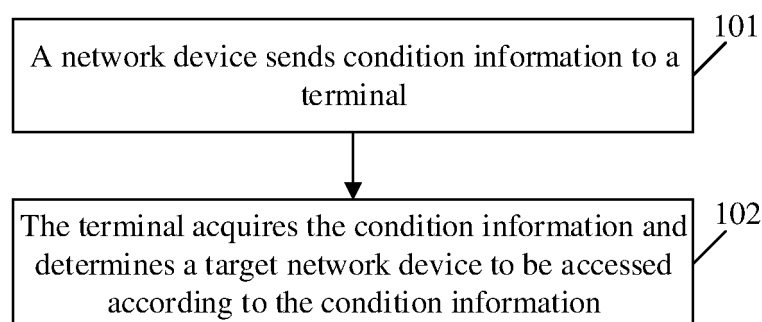 101
A network device sends condition information to a
terminal
102
The terminal acquires the condition information and
determines a target network device to be accessed
according to the condition information